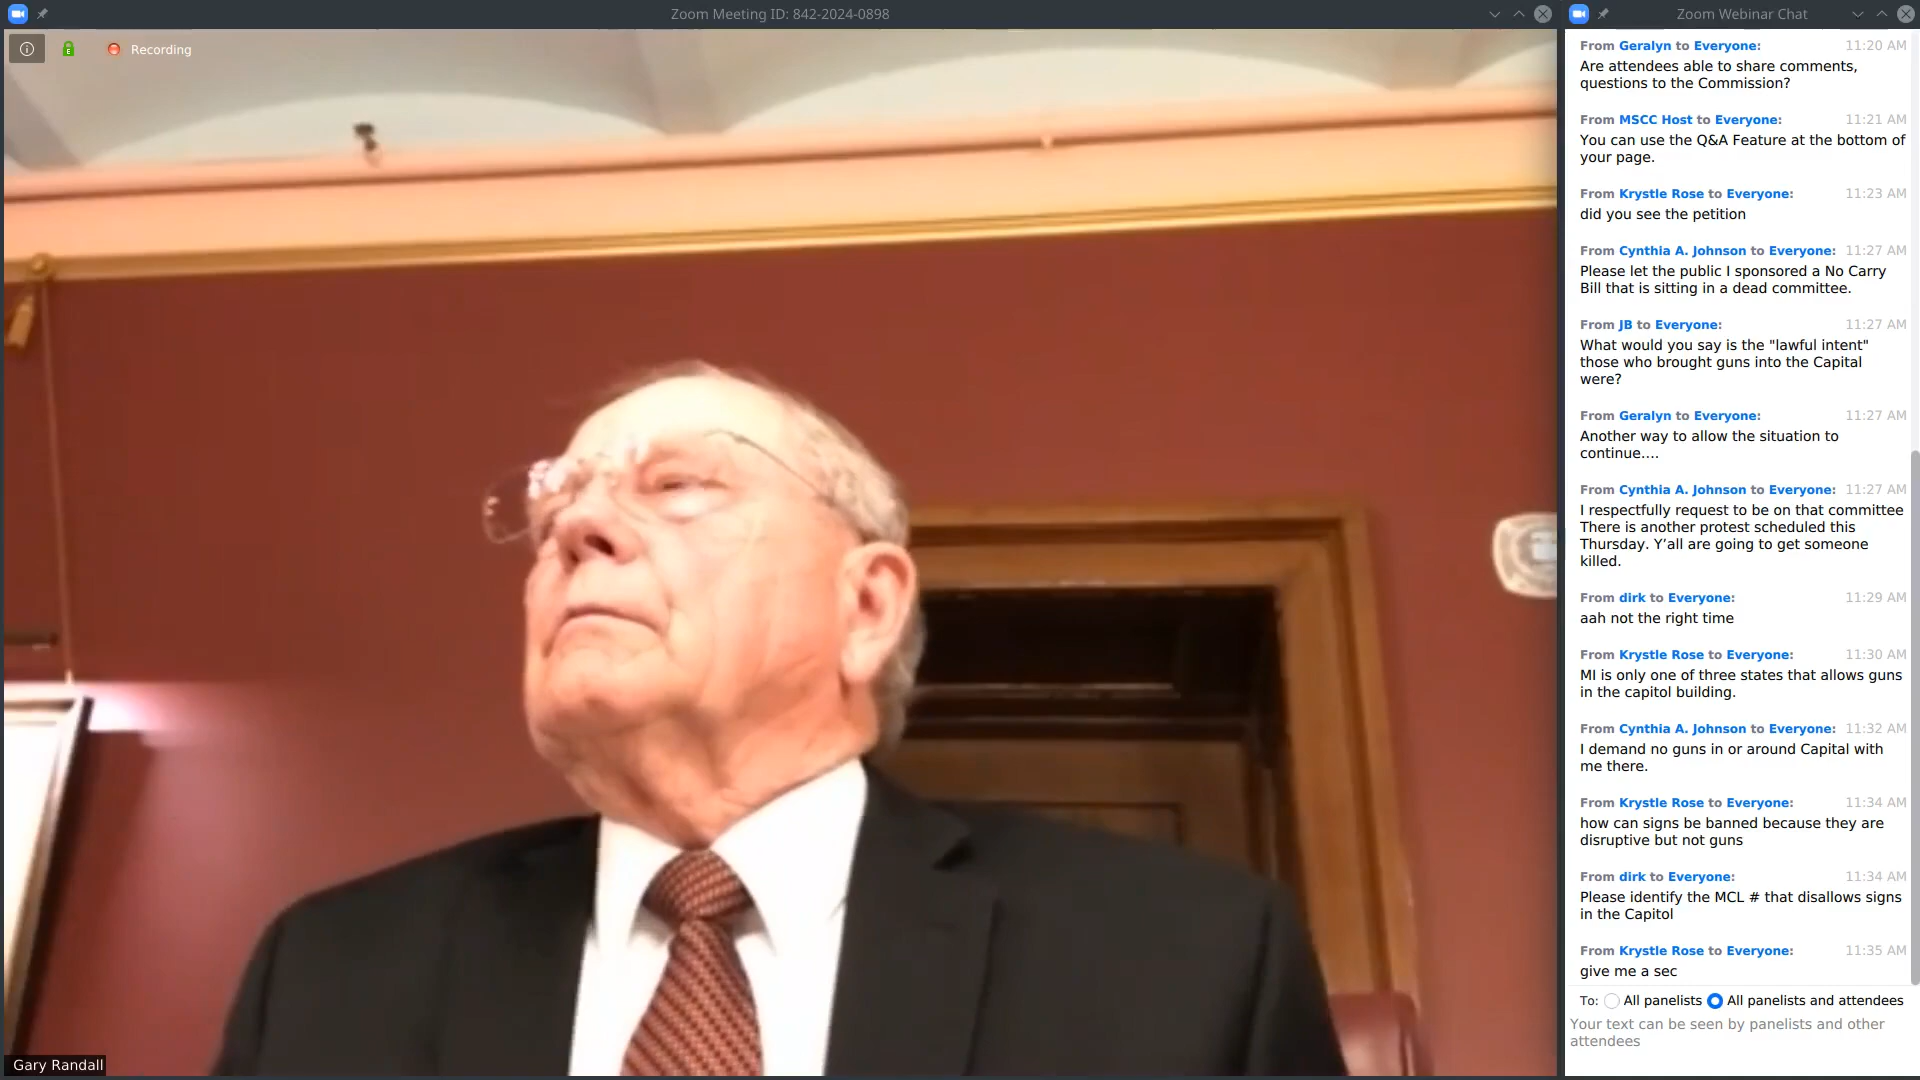 Zoom Meeting ID: 842-2024-0898
Recording
Gary Randall
Zoom Webinar Chat
From Geralyn to Everyone: 11:20 AM
Are attendees able to share comments,
questions to the Commission?
From MSCC Host to Everyone: 11:21 AM
You can use the Q&A Feature at the bottom of
your page.
From Krystle Rose to Everyone: 11:23 AM
did you see the petition
From Cynthia A. Johnson to Everyone: 11:27 AM
Please let the public I sponsored a No Carry
Bill that is sitting in a dead committee.
From JB to Everyone: 11:27 AM
What would you say is the "lawful intent"
those who brought guns into the Capital
were?
From Geralyn to Everyone: 11:27 AM
Another way to allow the situation to
continue....
From Cynthia A. Johnson to Everyone: 11:27 AM
I respectfully request to be on that committee
There is another protest scheduled this
Thursday. Y’all are going to get someone
killed.
From dirk to Everyone: 11:29 AM
aah not the right time
From Krystle Rose to Everyone: 11:30 AM
MI is only one of three states that allows guns
in the capitol building.
From Cynthia A. Johnson to Everyone: 11:32 AM
I demand no guns in or around Capital with
me there.
From Krystle Rose to Everyone: 11:34 AM
how can signs be banned because they are
disruptive but not guns
From dirk to Everyone: 11:34 AM
Please identify the MCL # that disallows signs
in the Capitol
From Krystle Rose to Everyone: 11:35 AM
give me a sec
To: All panelists All panelists and attendees
Your text can be seen by panelists and other
attendees